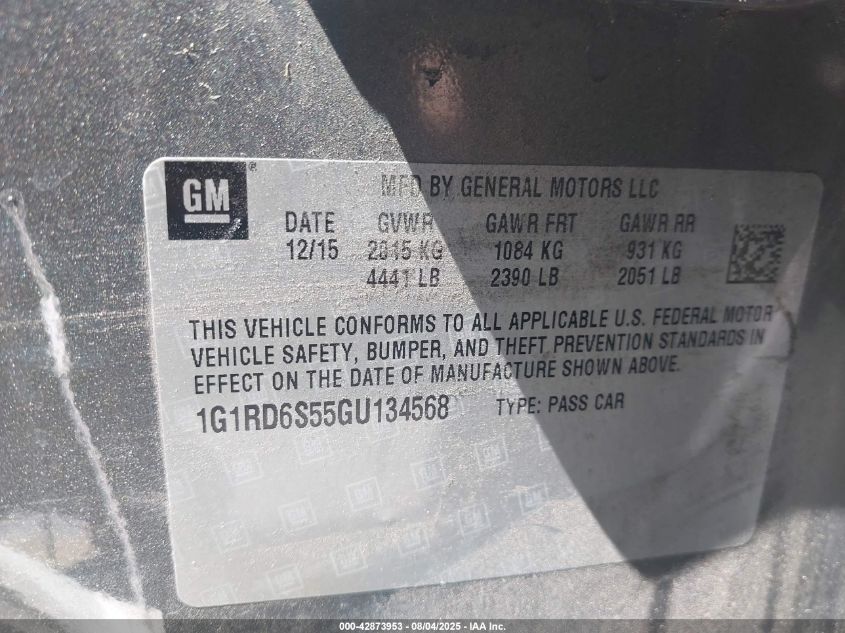 GM
MFD BY GENERAL MOTORS LLC
DATE GVWR GAWR FRT GAWR RR
12/15 2015 KG 1084 KG 931 KG
4441 LB 2390 LB 2051 LB
THIS VEHICLE CONFORMS TO ALL APPLICABLE U.S. FEDERAL MOTOR
VEHICLE SAFETY, BUMPER, AND THEFT PREVENTION STANDARDS IN
EFFECT ON THE DATE OF MANUFACTURE SHOWN ABOVE.
1G1RD6S55GU134568 TYPE: PASS CAR
000-42873953 - 08/04/2025 - IAA Inc.